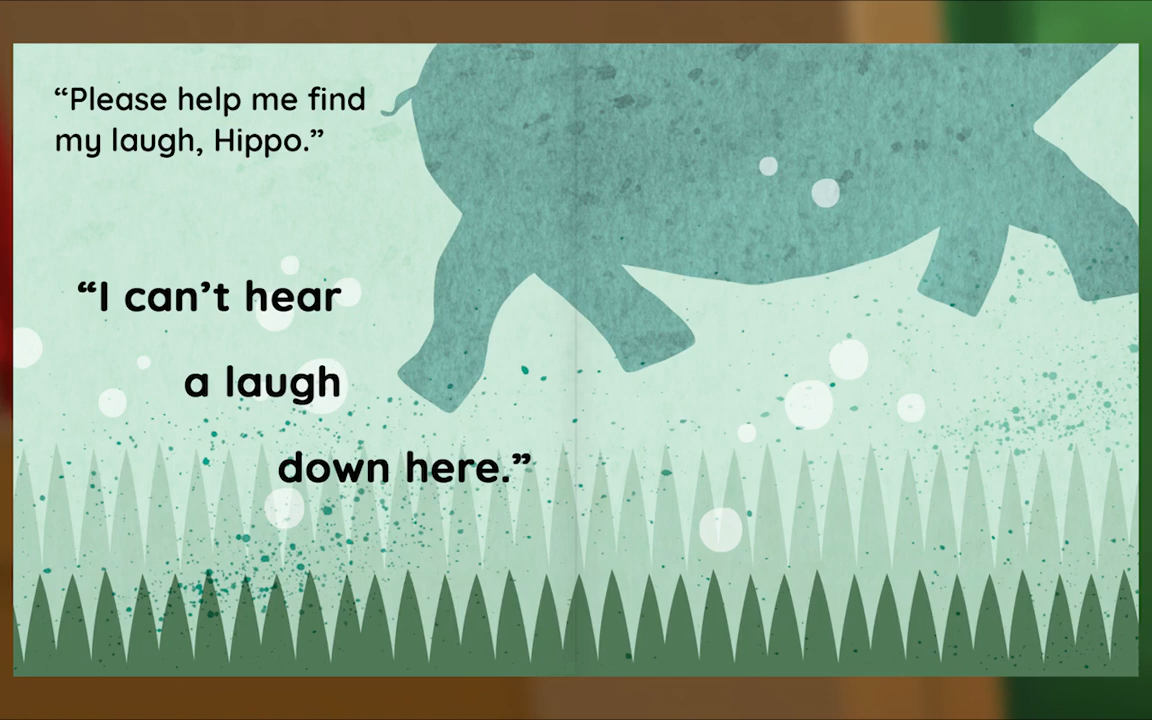 “Please help me find
my laugh, Hippo.”
“I can’t hear
a laugh
down here.”